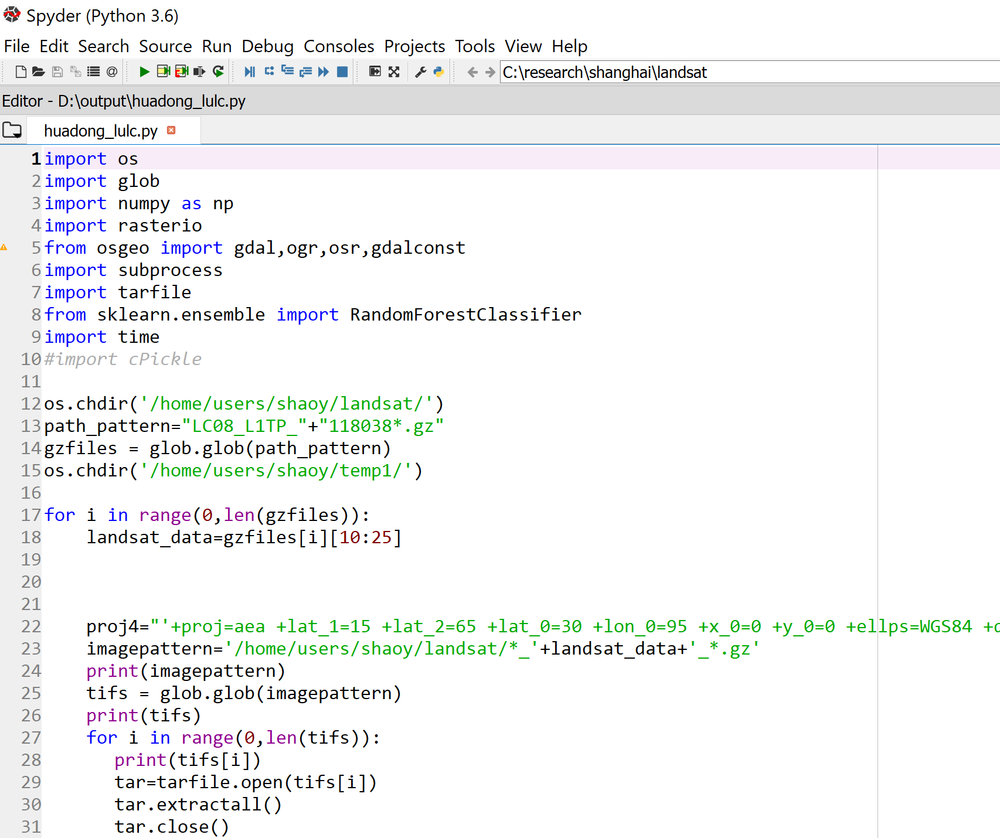 Spyder (Python 3.6)
File Edit Search Source Run Debug Consoles Projects Tools View Help
C:\research\shanghai\landsat
Editor - D:\output\huadong_lulc.py
huadong_lulc.py
1 import os
2 import glob
3 import numpy as np
4 import rasterio
5 from osgeo import gdal,ogr,osr,gdalconst
6 import subprocess
7 import tarfile
8 from sklearn.ensemble import RandomForestClassifier
9 import time
10 #import cPickle
11
12 os.chdir('/home/users/shaoy/landsat/')
13 path_pattern="LC08_L1TP_"+"118038*.gz"
14 gzfiles = glob.glob(path_pattern)
15 os.chdir('/home/users/shaoy/temp1/')
16
17 for i in range(0,len(gzfiles)):
18     landsat_data=gzfiles[i][10:25]
19
20
21
22     proj4="'+proj=aea +lat_1=15 +lat_2=65 +lat_0=30 +lon_0=95 +x_0=0 +y_0=0 +ellps=WGS84 +
23     imagepattern='/home/users/shaoy/landsat/*_'+landsat_data+'_*.gz'
24     print(imagepattern)
25     tifs = glob.glob(imagepattern)
26     print(tifs)
27     for i in range(0,len(tifs)):
28         print(tifs[i])
29         tar=tarfile.open(tifs[i])
30         tar.extractall()
31         tar.close()